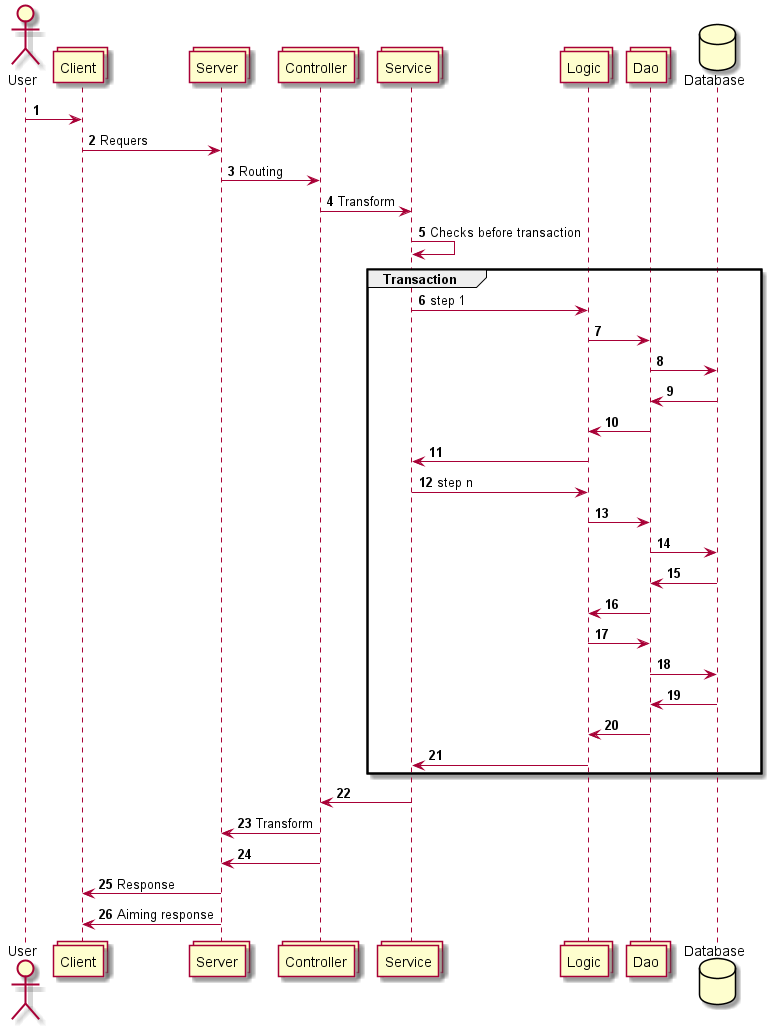 User
Client
Server
Controller
Service
Logic
Dao
Database
1
2 Requers
3 Routing
4 Transform
5 Checks before transaction
Transaction
6 step 1
7
8
9
10
11
12 step n
13
14
15
16
17
18
19
20
21
22
23 Transform
24
25 Response
26 Aiming response
User
Client
Server
Controller
Service
Logic
Dao
Database